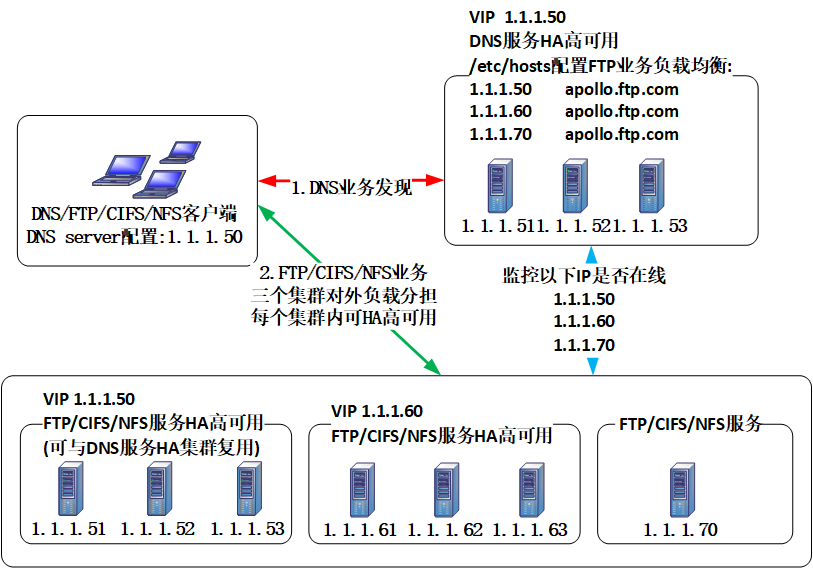 VIP 1.1.1.50
DNS服务HA高可用
/etc/hosts配置FTP业务负载均衡:
1.1.1.50 apollo.ftp.com
1.1.1.60 apollo.ftp.com
1.1.1.70 apollo.ftp.com
1.1.1.51
1.1.1.52
1.1.1.53
DNS/FTP/CIFS/NFS客户端
DNS server配置:1.1.1.50
1.DNS业务发现
2.FTP/CIFS/NFS业务
三个集群对外负载分担
每个集群内可HA高可用
监控以下IP是否在线
1.1.1.50
1.1.1.60
1.1.1.70
VIP 1.1.1.50
FTP/CIFS/NFS服务HA高可用
(可与DNS服务HA集群复用)
1.1.1.51
1.1.1.52
1.1.1.53
VIP 1.1.1.60
FTP/CIFS/NFS服务HA高可用
1.1.1.61
1.1.1.62
1.1.1.63
FTP/CIFS/NFS服务
1.1.1.70